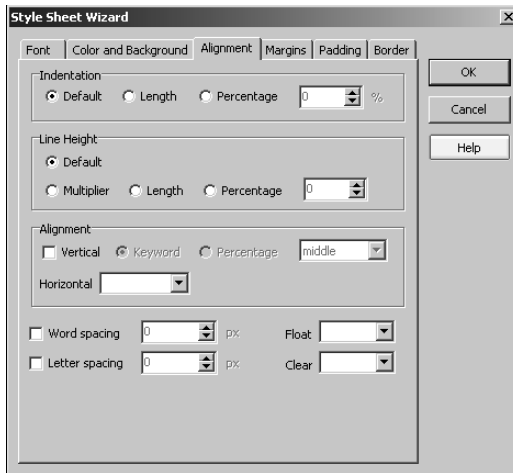 Style Sheet Wizard
Font Color and Background Alignment Margins Padding Border
OK
Cancel
Help
Indentation
Default Length Percentage 0 %
Line Height
Default
Multiplier Length Percentage 0
Alignment
Vertical Keyword Percentage middle
Horizontal
Word spacing 0 px Float
Letter spacing 0 px Clear